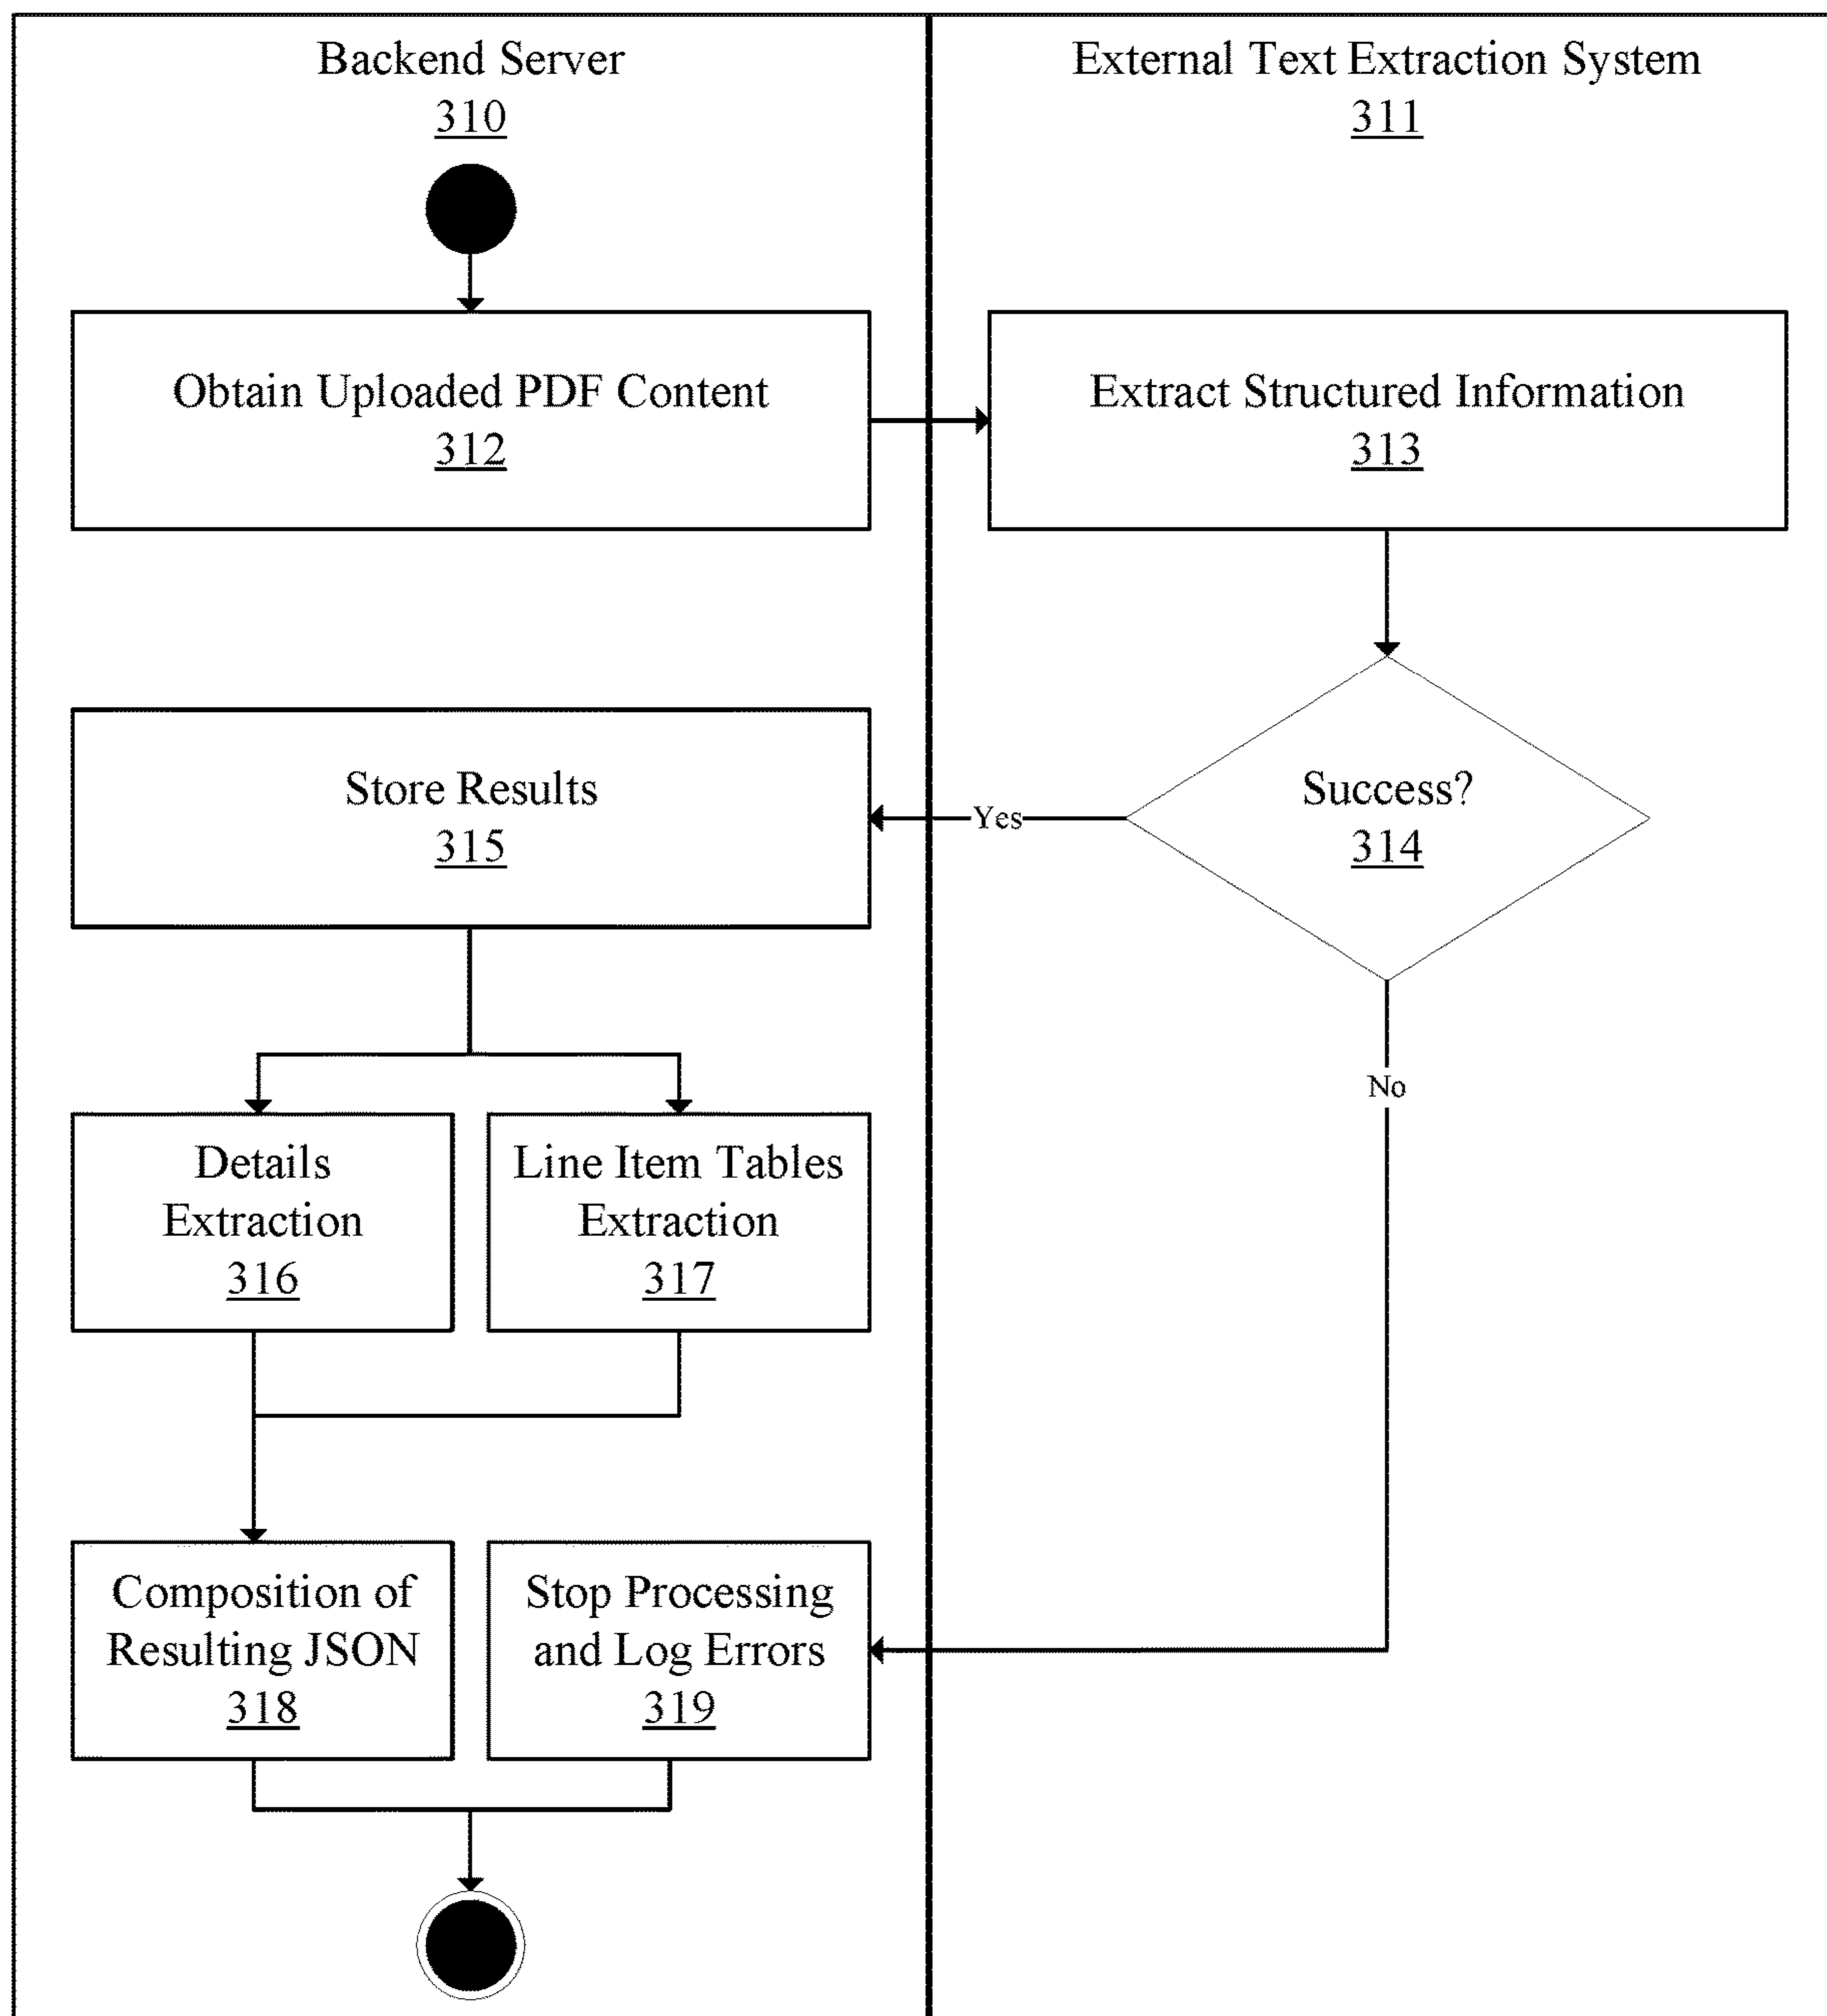 Backend Server
310
External Text Extraction System
311
Obtain Uploaded PDF Content
312
Extract Structured Information
313
Success?
314
Yes
Store Results
315
No
Details
Extraction
316
Line Item Tables
Extraction
317
Composition of
Resulting JSON
318
Stop Processing
and Log Errors
319